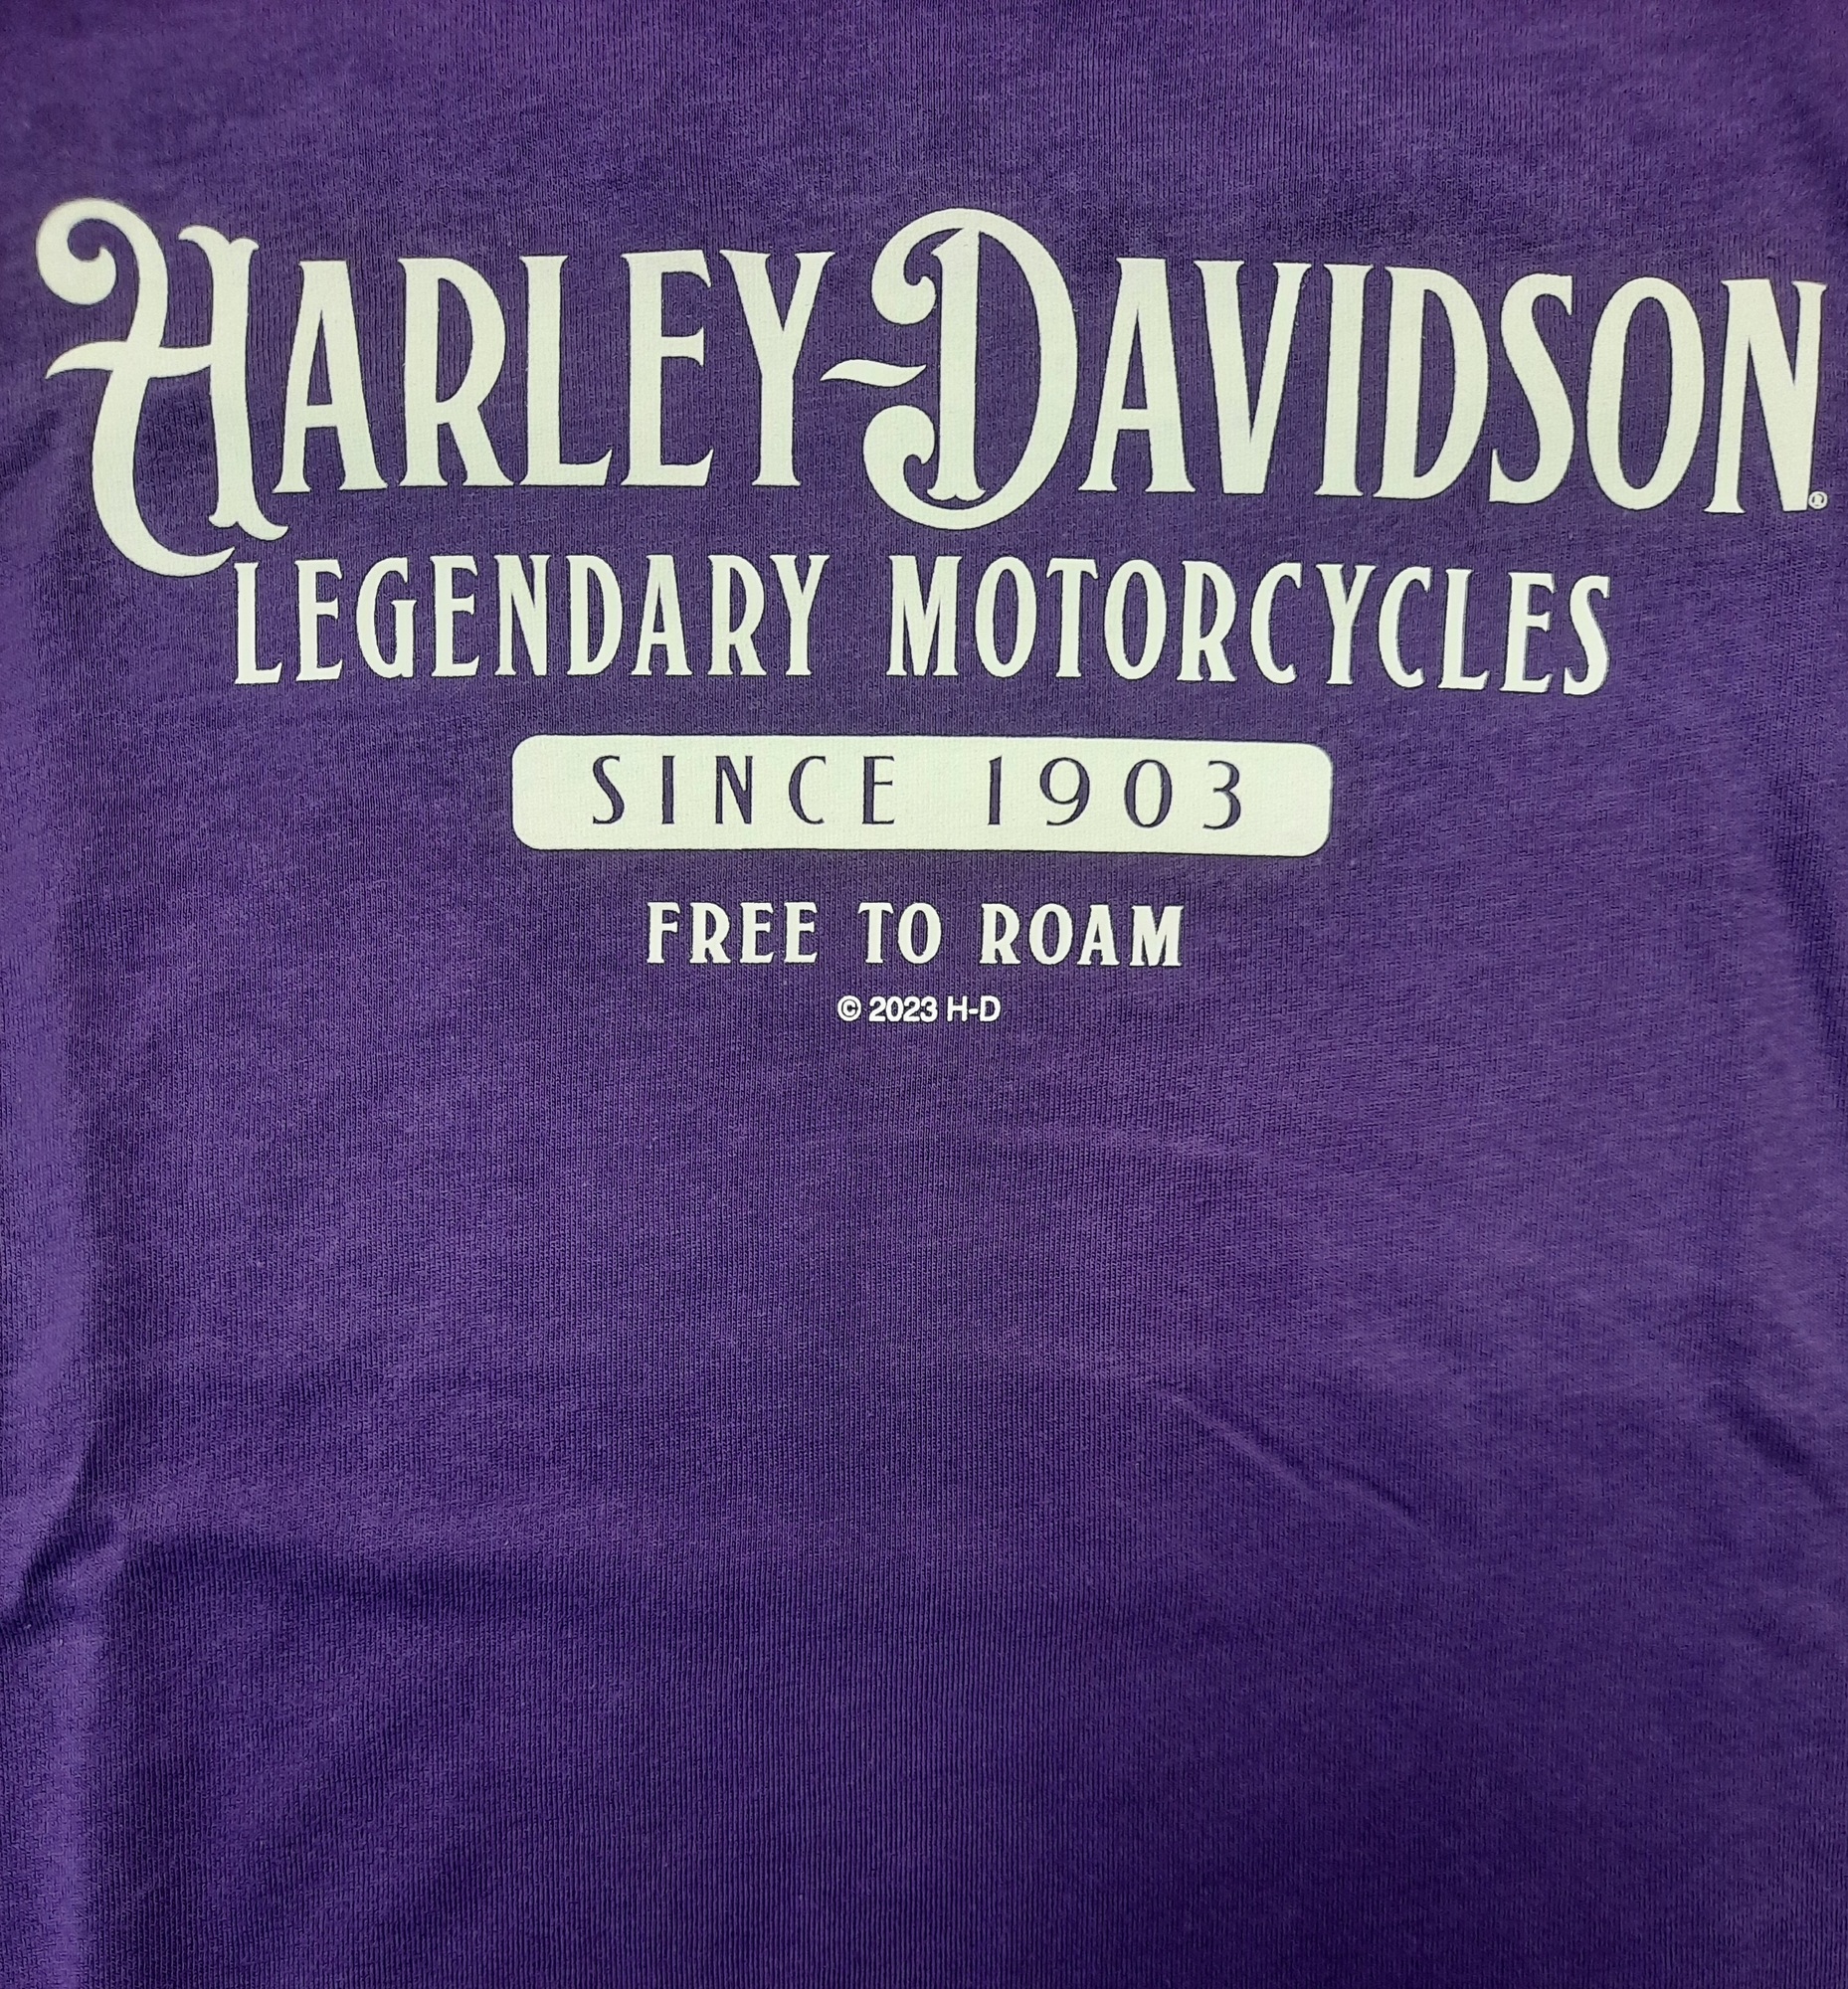 HARLEY-DAVIDSON®
LEGENDARY MOTORCYCLES
SINCE 1903
FREE TO ROAM
© 2023 H-D